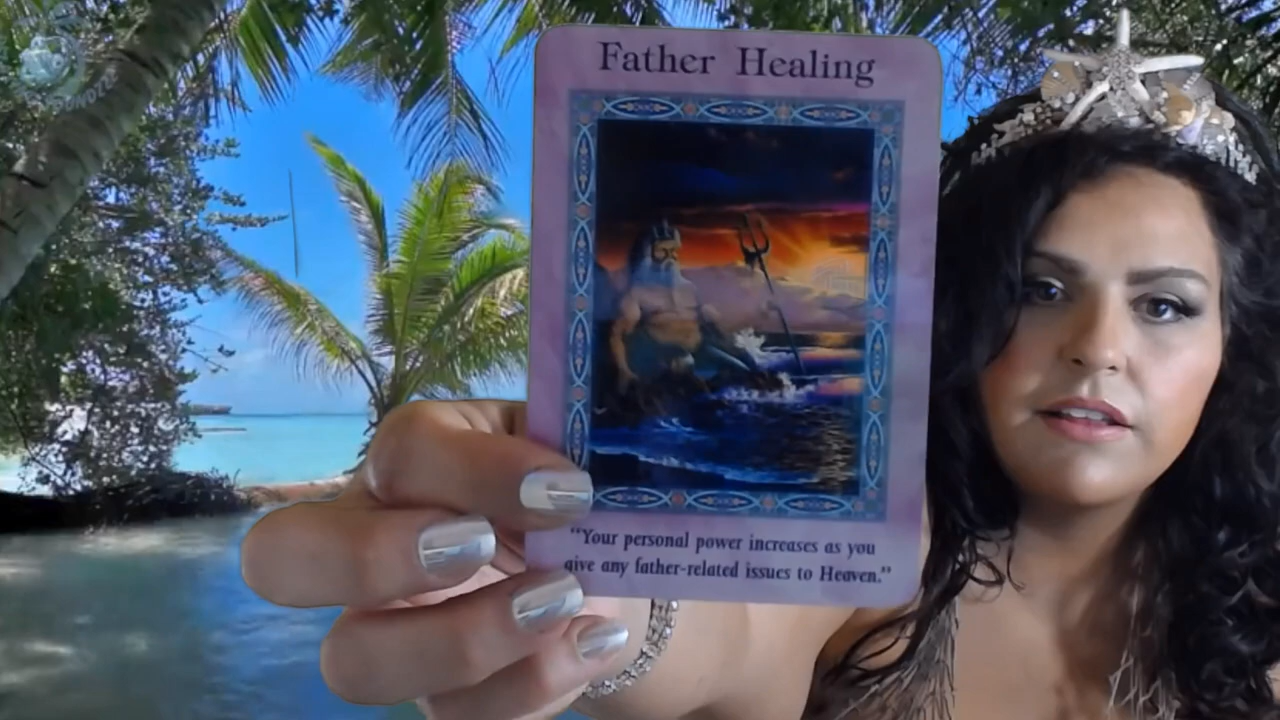 Father Healing
“Your personal power increases as you
give any father-related issues to Heaven.”